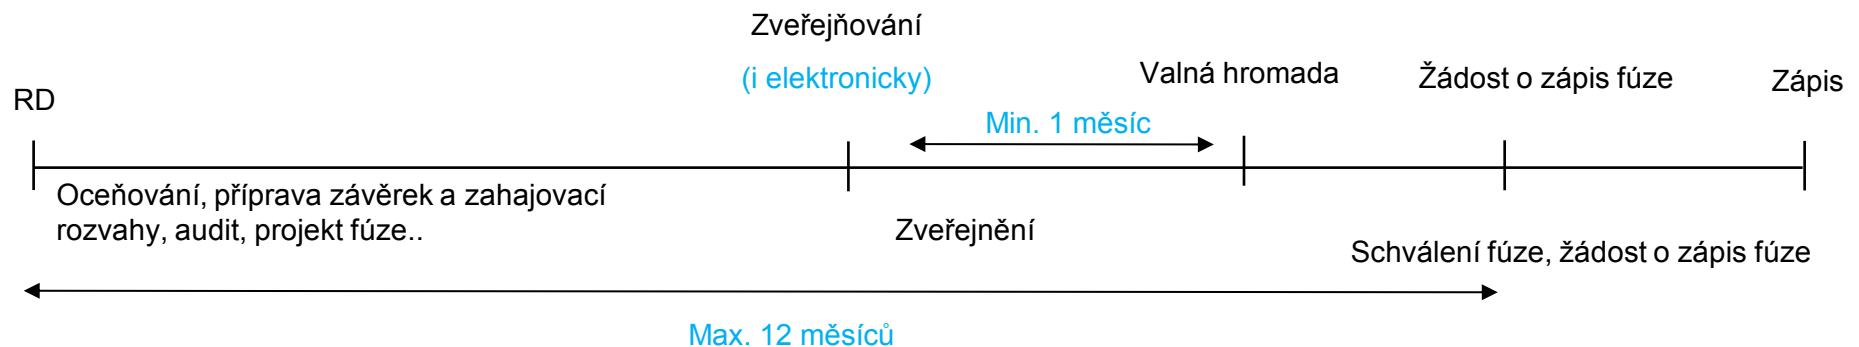 Zveřejňování
(i elektronicky)
Valná hromada
Žádost o zápis fúze
Zápis
RD
Min. 1 měsíc
Oceňování, příprava závěrek a zahajovací
rozvahy, audit, projekt fúze..
Zveřejnění
Schválení fúze, žádost o zápis fúze
Max. 12 měsíců